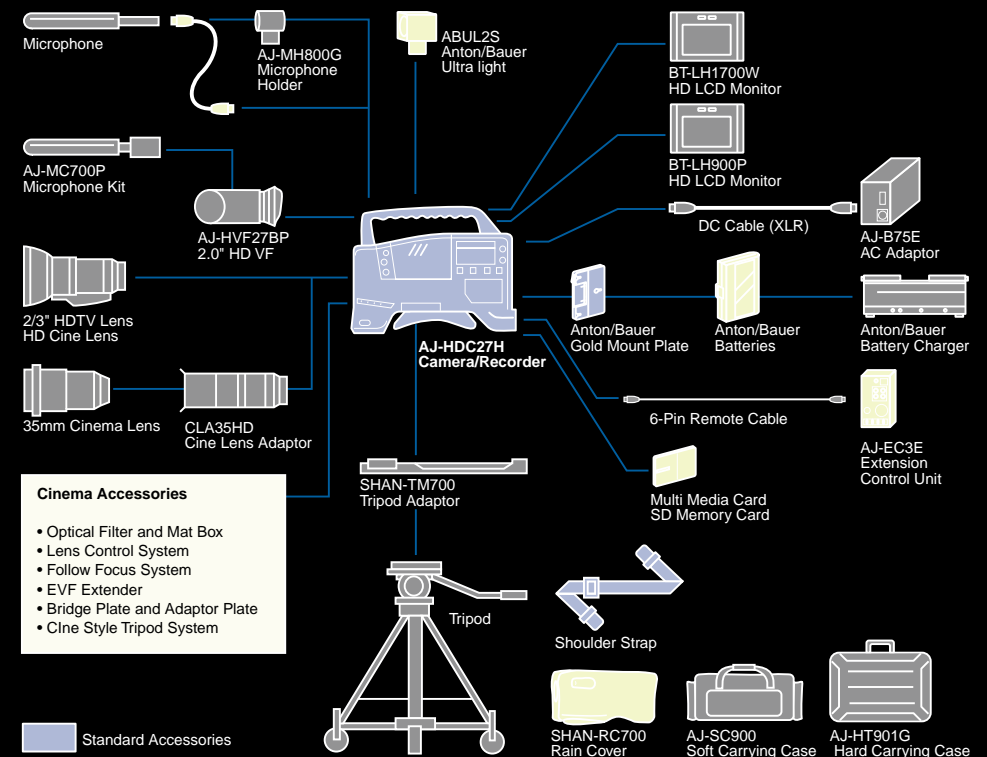 Microphone
AJ-MH800G
Microphone
Holder
ABUL2S
Anton/Bauer
Ultra light
BT-LH1700W
HD LCD Monitor
AJ-MC700P
Microphone Kit
BT-LH900P
HD LCD Monitor
AJ-HVF27BP
2.0" HD VF
DC Cable (XLR)
AJ-B75E
AC Adaptor
2/3" HDTV Lens
HD Cine Lens
AJ-HDC27H
Camera/Recorder
Anton/Bauer
Gold Mount Plate
Anton/Bauer
Batteries
Anton/Bauer
Battery Charger
35mm Cinema Lens
CLA35HD
Cine Lens Adaptor
6-Pin Remote Cable
AJ-EC3E
Extension
Control Unit
SHAN-TM700
Tripod Adaptor
Multi Media Card
SD Memory Card
Cinema Accessories
• Optical Filter and Mat Box
• Lens Control System
• Follow Focus System
• EVF Extender
• Bridge Plate and Adaptor Plate
• CIne Style Tripod System
Tripod
Shoulder Strap
Standard Accessories
SHAN-RC700
Rain Cover
AJ-SC900
Soft Carrying Case
AJ-HT901G
Hard Carrying Case